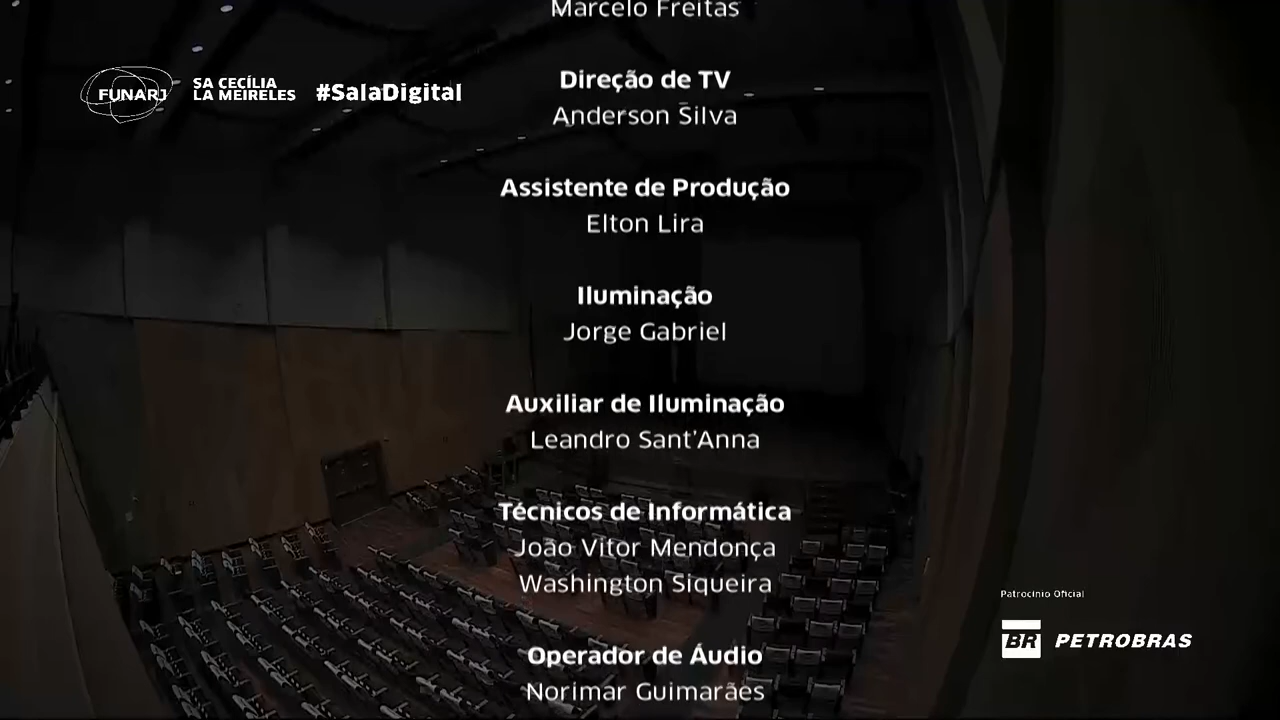 Marcelo Freitas
FUNARJ
SA CECÍLIA
LA MEIRELES
#SalaDigital
Direção de TV
Anderson Silva
Assistente de Produção
Elton Lira
Iluminação
Jorge Gabriel
Auxiliar de Iluminação
Leandro Sant'Anna
Técnicos de Informática
João Vitor Mendonça
Washington Siqueira
Patrocínio Oficial
BR PETROBRAS
Operador de Áudio
Norimar Guimarães